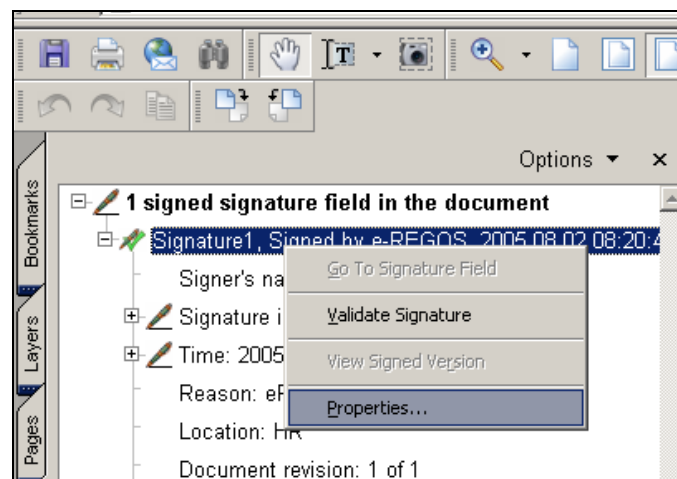 Options
1 signed signature field in the document
Signature1, Signed by e-REGOS, 2005.08.02 08:20:4
Go To Signature Field
Signer's na
Signature i
Validate Signature
Time: 2005
View Signed Version
Reason: eR
Properties...
Location: HR
Document revision: 1 of 1
Bookmarks
Layers
Pages